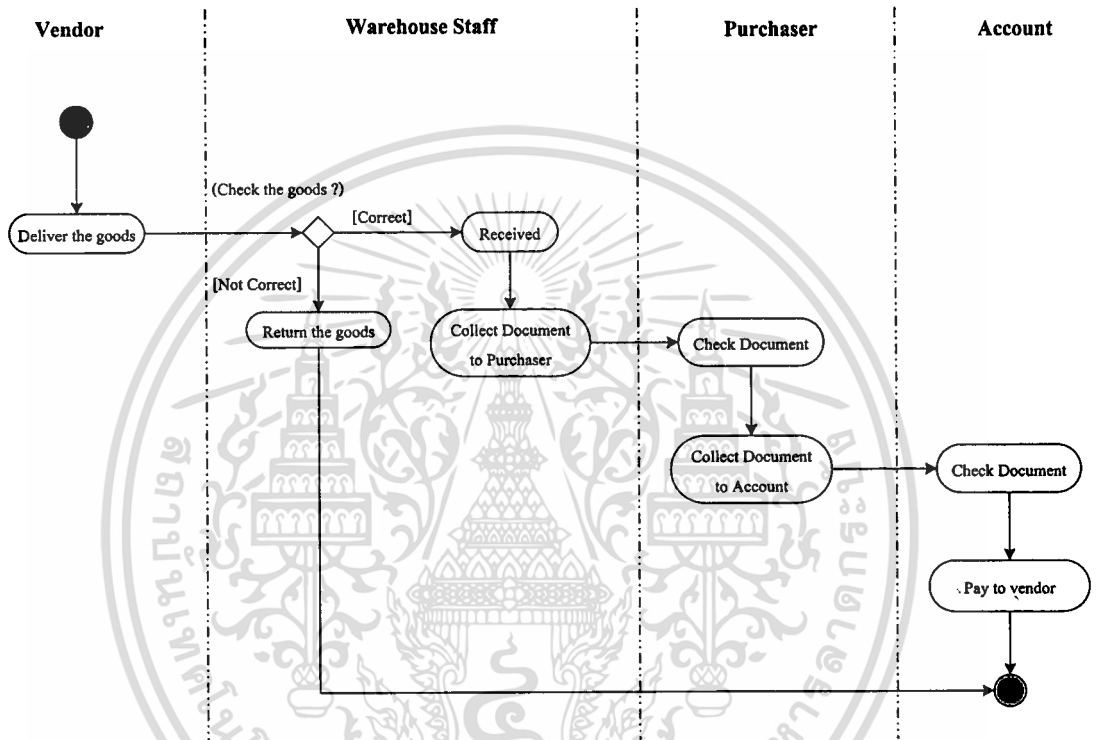 Vendor
Warehouse Staff
Purchaser
Account
(Check the goods ?)
[Correct]
Deliver the goods
Received
[Not Correct]
Return the goods
Collect Document
to Purchaser
Check Document
Collect Document
to Account
Check Document
Pay to vendor